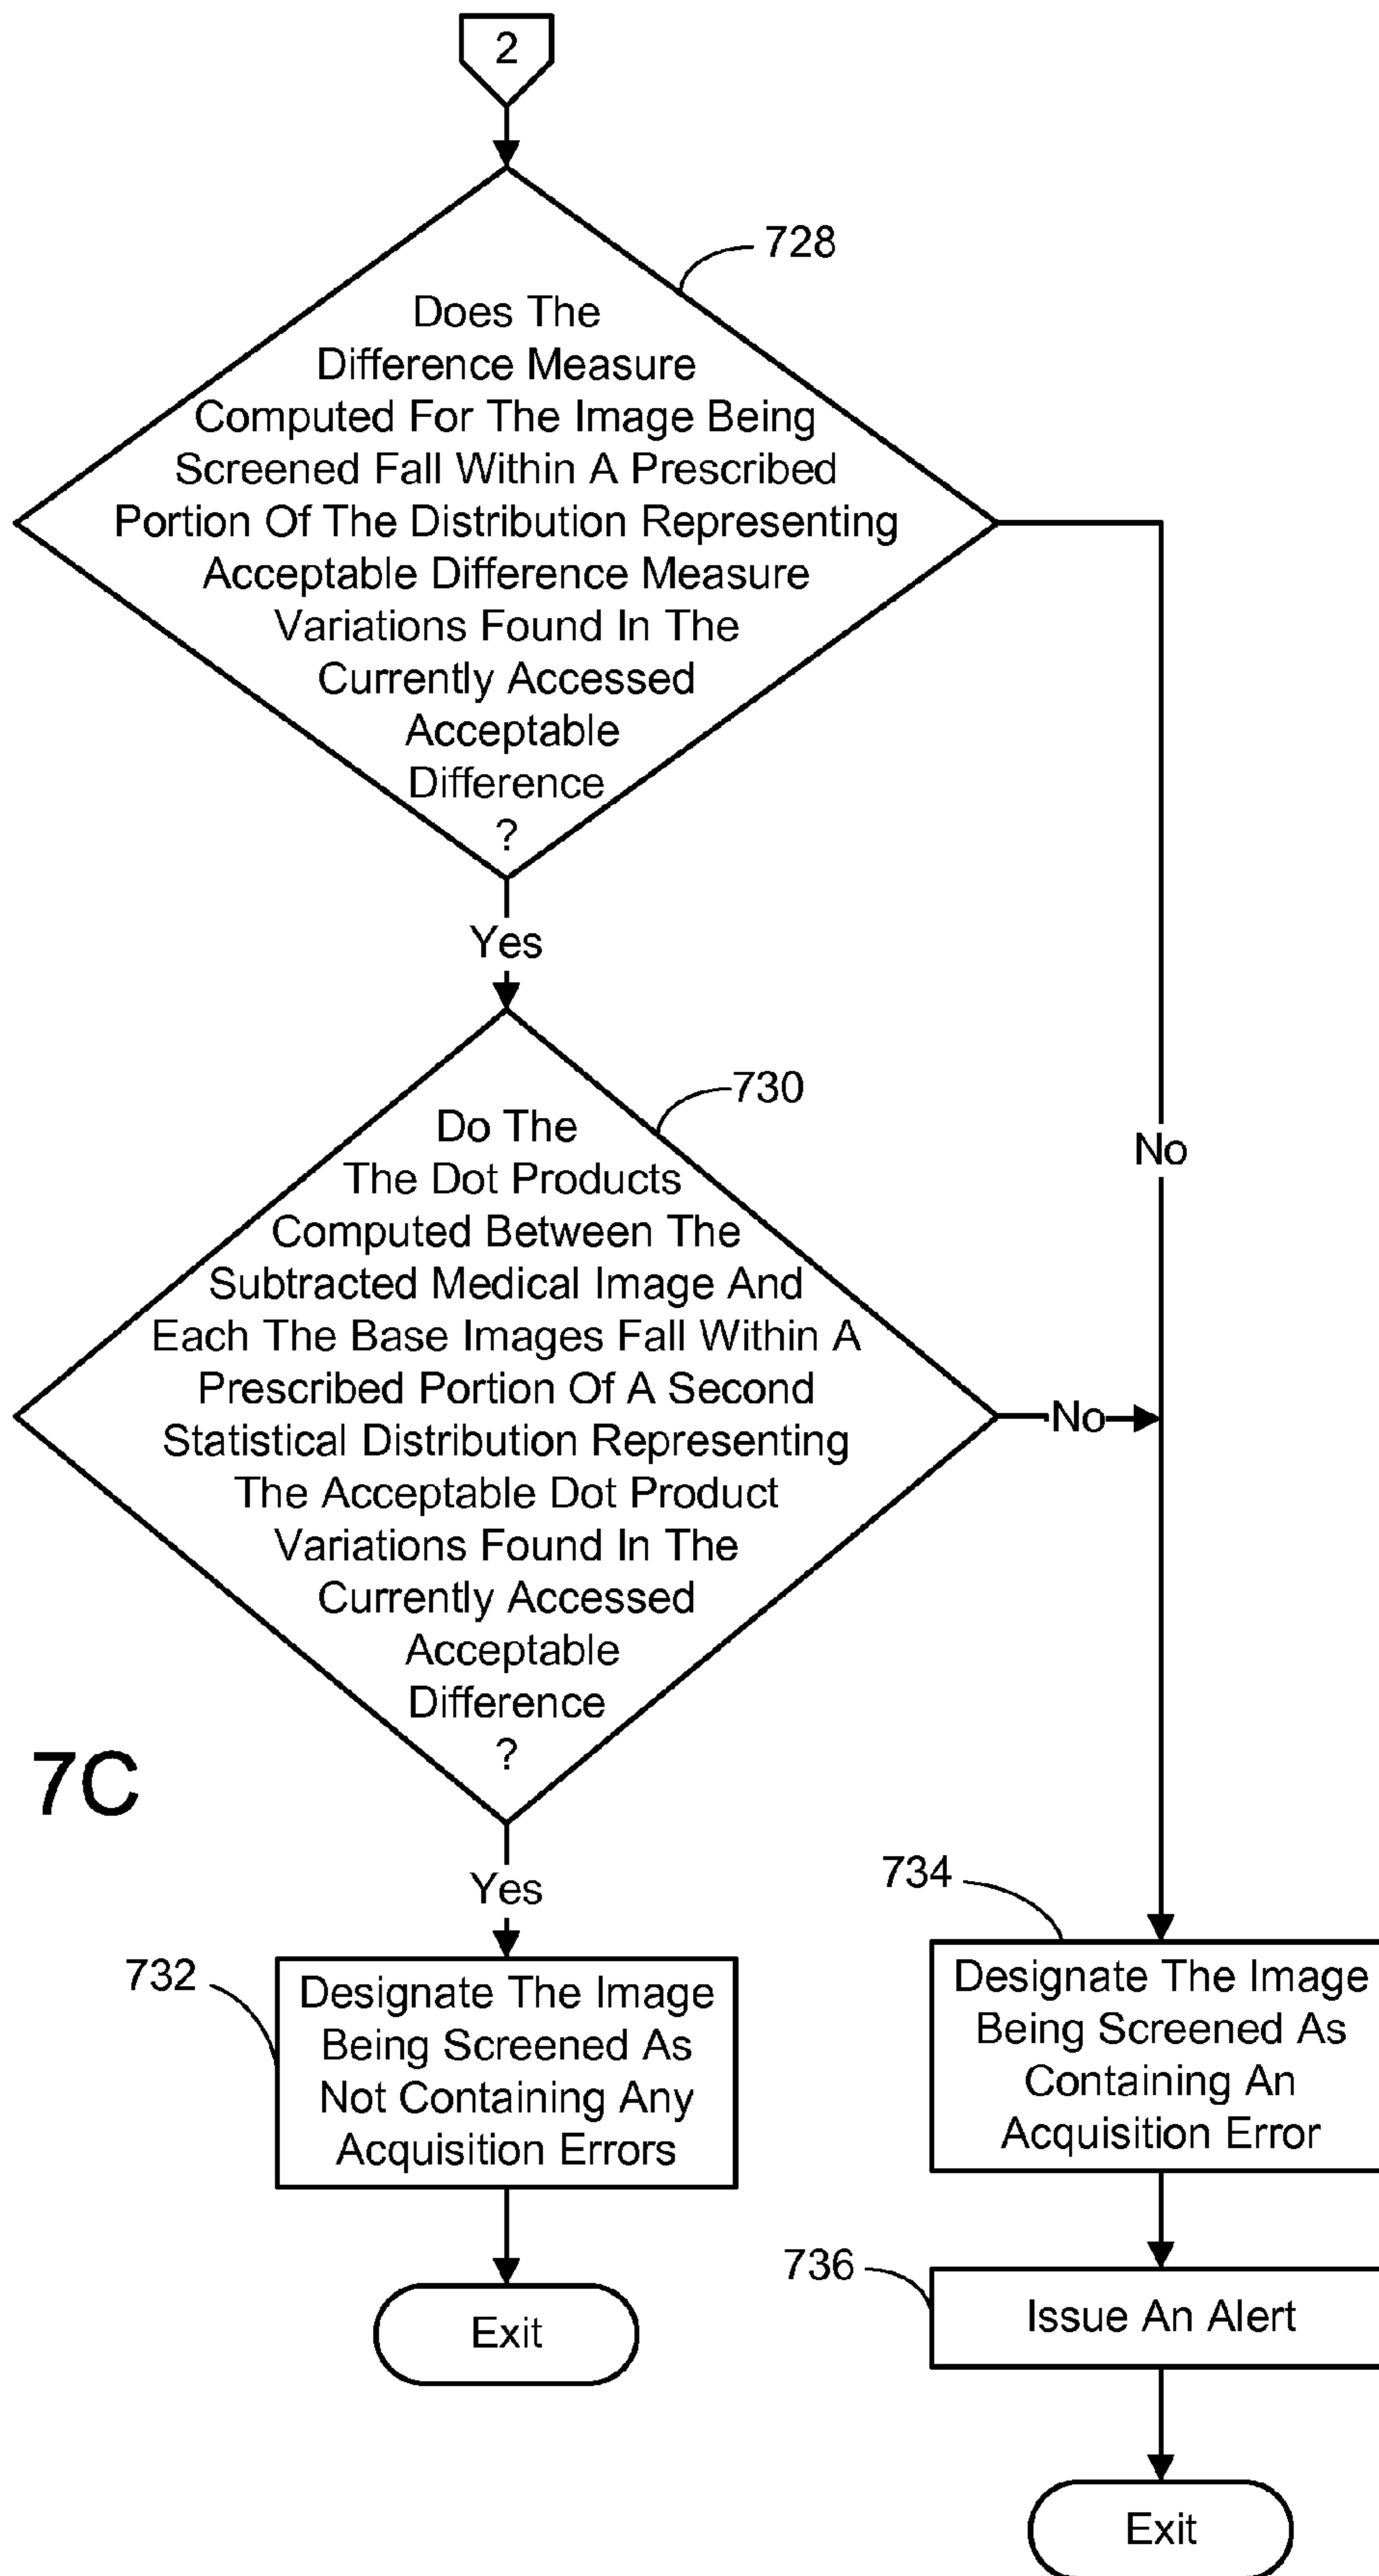 2
728
Does The
Difference Measure
Computed For The Image Being
Screened Fall Within A Prescribed
Portion Of The Distribution Representing
Acceptable Difference Measure
Variations Found In The
Currently Accessed
Acceptable
Difference
?
Yes
730
Do The
The Dot Products
Computed Between The
Subtracted Medical Image And
Each The Base Images Fall Within A
Prescribed Portion Of A Second
Statistical Distribution Representing
The Acceptable Dot Product
Variations Found In The
Currently Accessed
Acceptable
Difference
?
No
No
7C
Yes
732
Designate The Image
Being Screened As
Not Containing Any
Acquisition Errors
Exit
734
Designate The Image
Being Screened As
Containing An
Acquisition Error
736
Issue An Alert
Exit